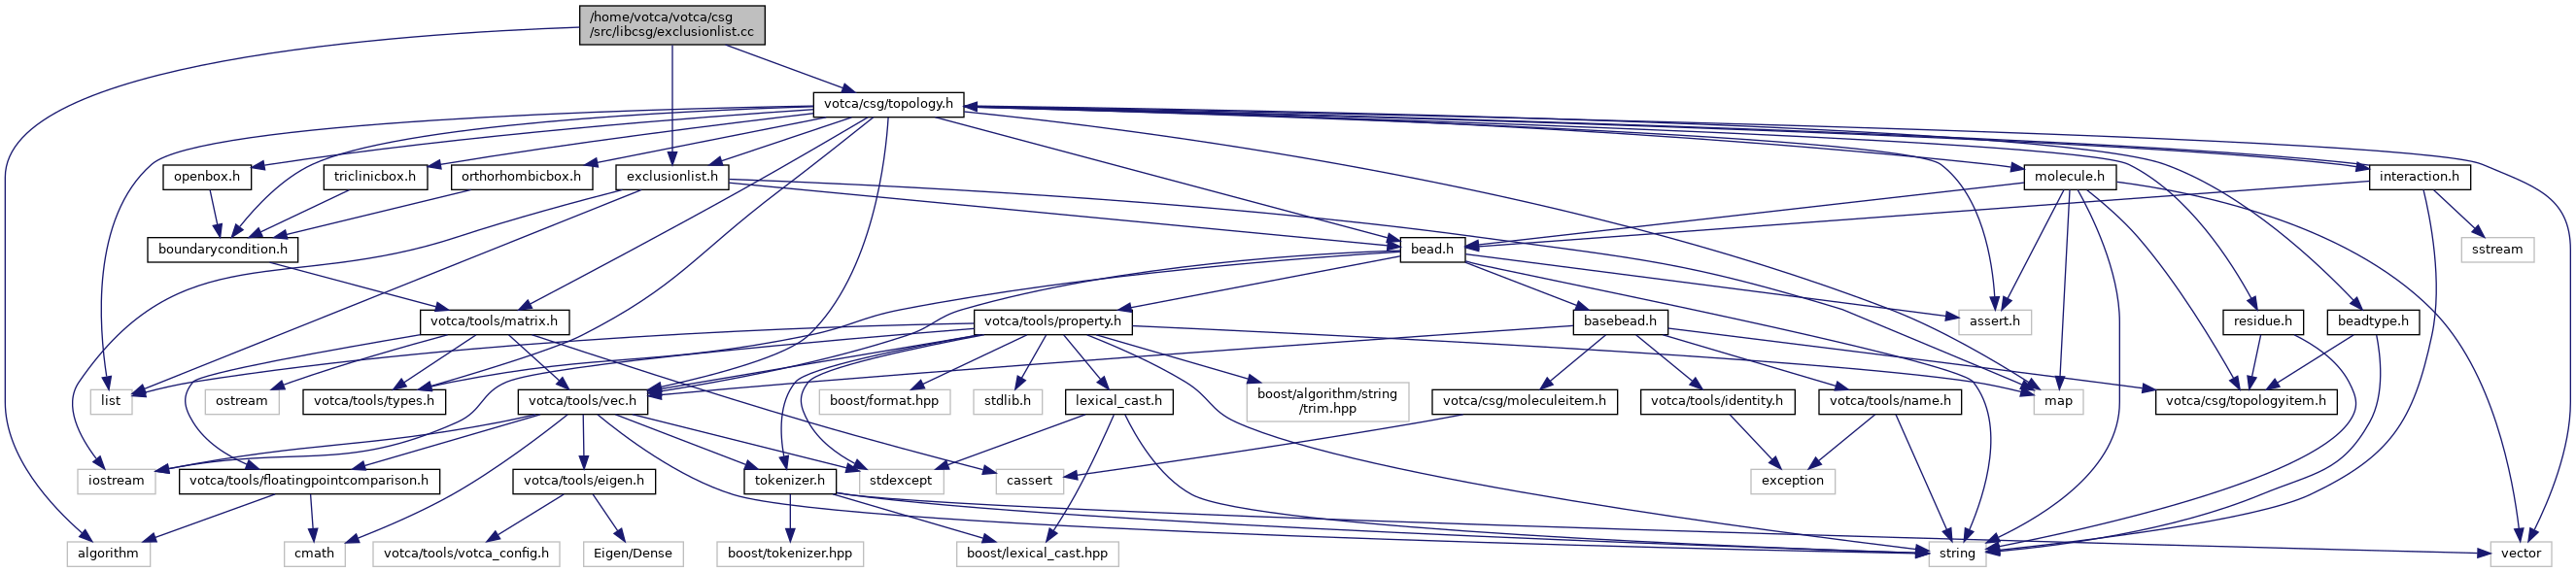 /home/votca/votca/csg
/src/libcsg/exclusionlist.cc
votca/csg/topology.h
openbox.h
triclinicbox.h
orthorhombicbox.h
exclusionlist.h
molecule.h
interaction.h
boundarycondition.h
bead.h
sstream
votca/tools/matrix.h
votca/tools/property.h
basebead.h
assert.h
residue.h
beadtype.h
list
ostream
votca/tools/types.h
votca/tools/vec.h
boost/format.hpp
stdlib.h
lexical_cast.h
boost/algorithm/string
/trim.hpp
votca/csg/moleculeitem.h
votca/tools/identity.h
votca/tools/name.h
map
votca/csg/topologyitem.h
iostream
votca/tools/floatingpointcomparison.h
votca/tools/eigen.h
tokenizer.h
stdexcept
cassert
exception
algorithm
cmath
votca/tools/votca_config.h
Eigen/Dense
boost/tokenizer.hpp
boost/lexical_cast.hpp
string
vector